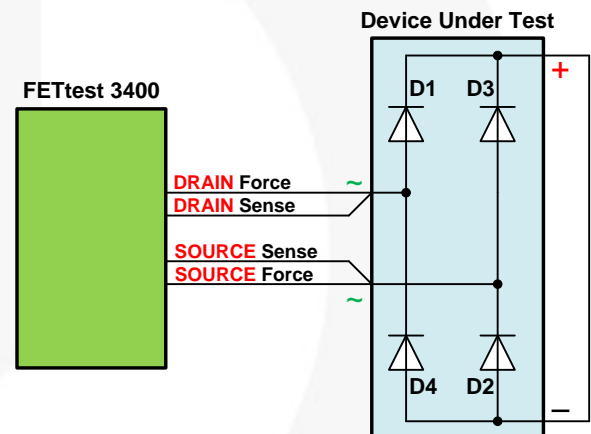 Device Under Test
FETtest 3400
+
D1 D3
DRAIN Force
~
DRAIN Sense
SOURCE Sense
SOURCE Force
~
D4 D2
–